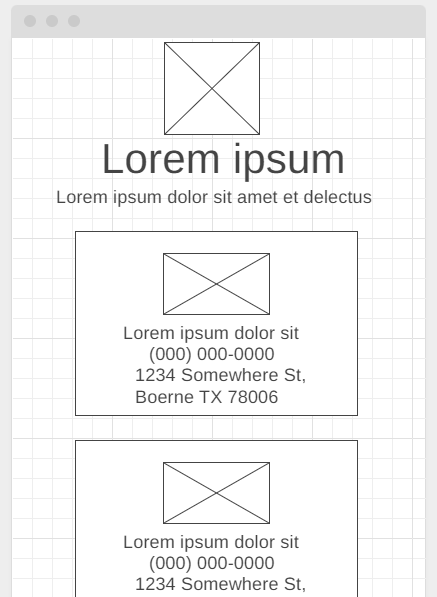 Lorem ipsum
Lorem ipsum dolor sit amet et delectus
Lorem ipsum dolor sit
(000) 000-0000
1234 Somewhere St,
Boerne TX 78006
Lorem ipsum dolor sit
(000) 000-0000
1234 Somewhere St,